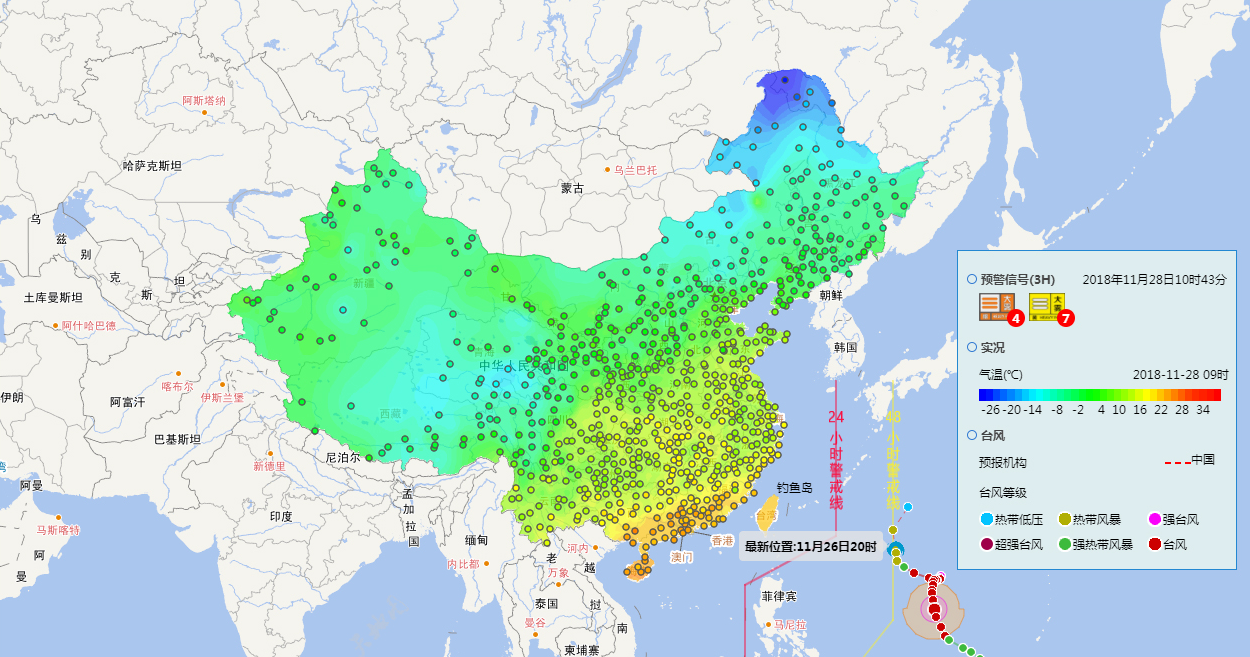 阿斯塔纳
哈萨克斯坦
乌兰巴托
蒙古
乌
兹
别
克
斯
坦
土库曼斯坦
阿什哈巴德
新疆
朝鲜
韩国
青海
中华人民共和国
西藏
喀布尔
伊斯兰堡
伊朗
阿富汗
巴基斯坦
新德里
尼泊尔
湾
阿曼
马斯喀特
阿
曼
印度
孟
加
拉
国
缅甸
内比都
河内
老
万象
越
泰国
挝
曼谷
南
柬埔寨
钓鱼岛
台湾
香港
澳门
菲律宾
马尼拉
24
小
时
警
戒
线
48
小
时
警
戒
线
最新位置:11月26日20时
预警信号(3H) 2018年11月28日10时43分
4 7
实况
气温(℃) 2018-11-28 09时
-26 -20 -14 -8 -2 4 10 16 22 28 34
台风
预报机构 中国
台风等级
热带低压 热带风暴 强台风
超强台风 强热带风暴 台风